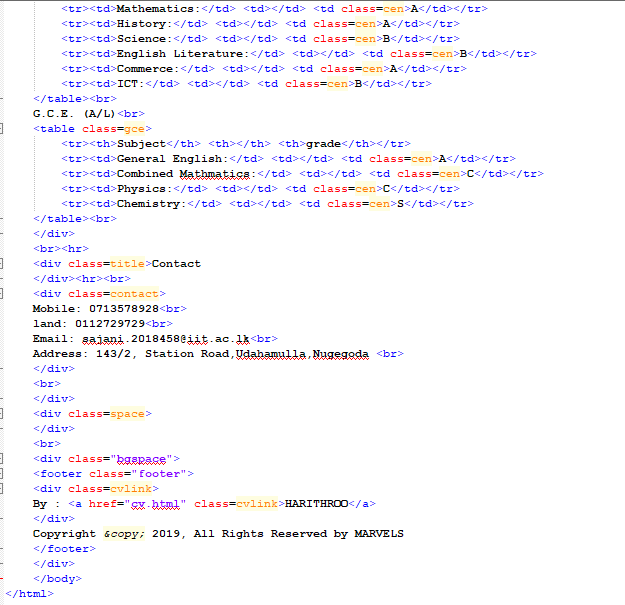 <tr><td>Mathematics:</td> <td></td> <td class=cen>A</td></tr>
<tr><td>History:</td> <td></td> <td class=cen>A</td></tr>
<tr><td>Science:</td> <td></td> <td class=cen>B</td></tr>
<tr><td>English Literature:</td> <td></td> <td class=cen>B</td></tr>
<tr><td>Commerce:</td> <td></td> <td class=cen>A</td></tr>
<tr><td>ICT:</td> <td></td> <td class=cen>B</td></tr>
</table><br>
G.C.E. (A/L)<br>
<table class=gce>
<tr><th>Subject</th> <th></th> <th>grade</th></tr>
<tr><td>General English:</td> <td></td> <td class=cen>A</td></tr>
<tr><td>Combined Mathmatics:</td> <td></td> <td class=cen>C</td></tr>
<tr><td>Physics:</td> <td></td> <td class=cen>C</td></tr>
<tr><td>Chemistry:</td> <td></td> <td class=cen>S</td></tr>
</table><br>
</div>
<br><hr>
<div class=title>Contact
</div><hr><br>
<div class=contact>
Mobile: 0713578928<br>
land: 0112729729<br>
Email: sajani.2018458@iit.ac.lk<br>
Address: 143/2, Station Road,Udahamulla,Nugegoda <br>
</div>
<br>
</div>
<div class=space>
</div>
<br>
<div class="bgspace">
<footer class="footer">
<div class=cvlink>
By : <a href="cv.html" class=cvlink>HARITHROO</a>
</div>
Copyright &copy; 2019, All Rights Reserved by MARVELS
</footer>
</div>
</body>
</html>